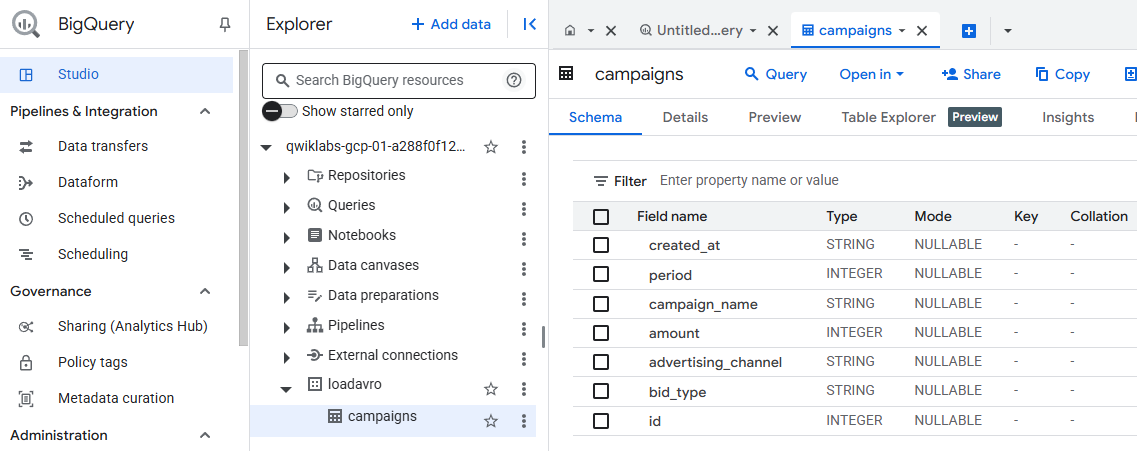 BigQuery
Studio
Pipelines & Integration
Data transfers
Dataform
Scheduled queries
Scheduling
Governance
Sharing (Analytics Hub)
Policy tags
Metadata curation
Administration
Explorer
+ Add data
Search BigQuery resources
Show starred only
qwiklabs-gcp-01-a288f0f12...
Repositories
Queries
Notebooks
Data canvases
Data preparations
Pipelines
External connections
loadavro
campaigns
Untitled...ery
campaigns
campaigns Query Open in Share Copy
Schema Details Preview Table Explorer Preview Insights
Filter Enter property name or value
Field name Type Mode Key Collation
created_at STRING NULLABLE - -
period INTEGER NULLABLE - -
campaign_name STRING NULLABLE - -
amount INTEGER NULLABLE - -
advertising_channel STRING NULLABLE - -
bid_type STRING NULLABLE - -
id INTEGER NULLABLE - -